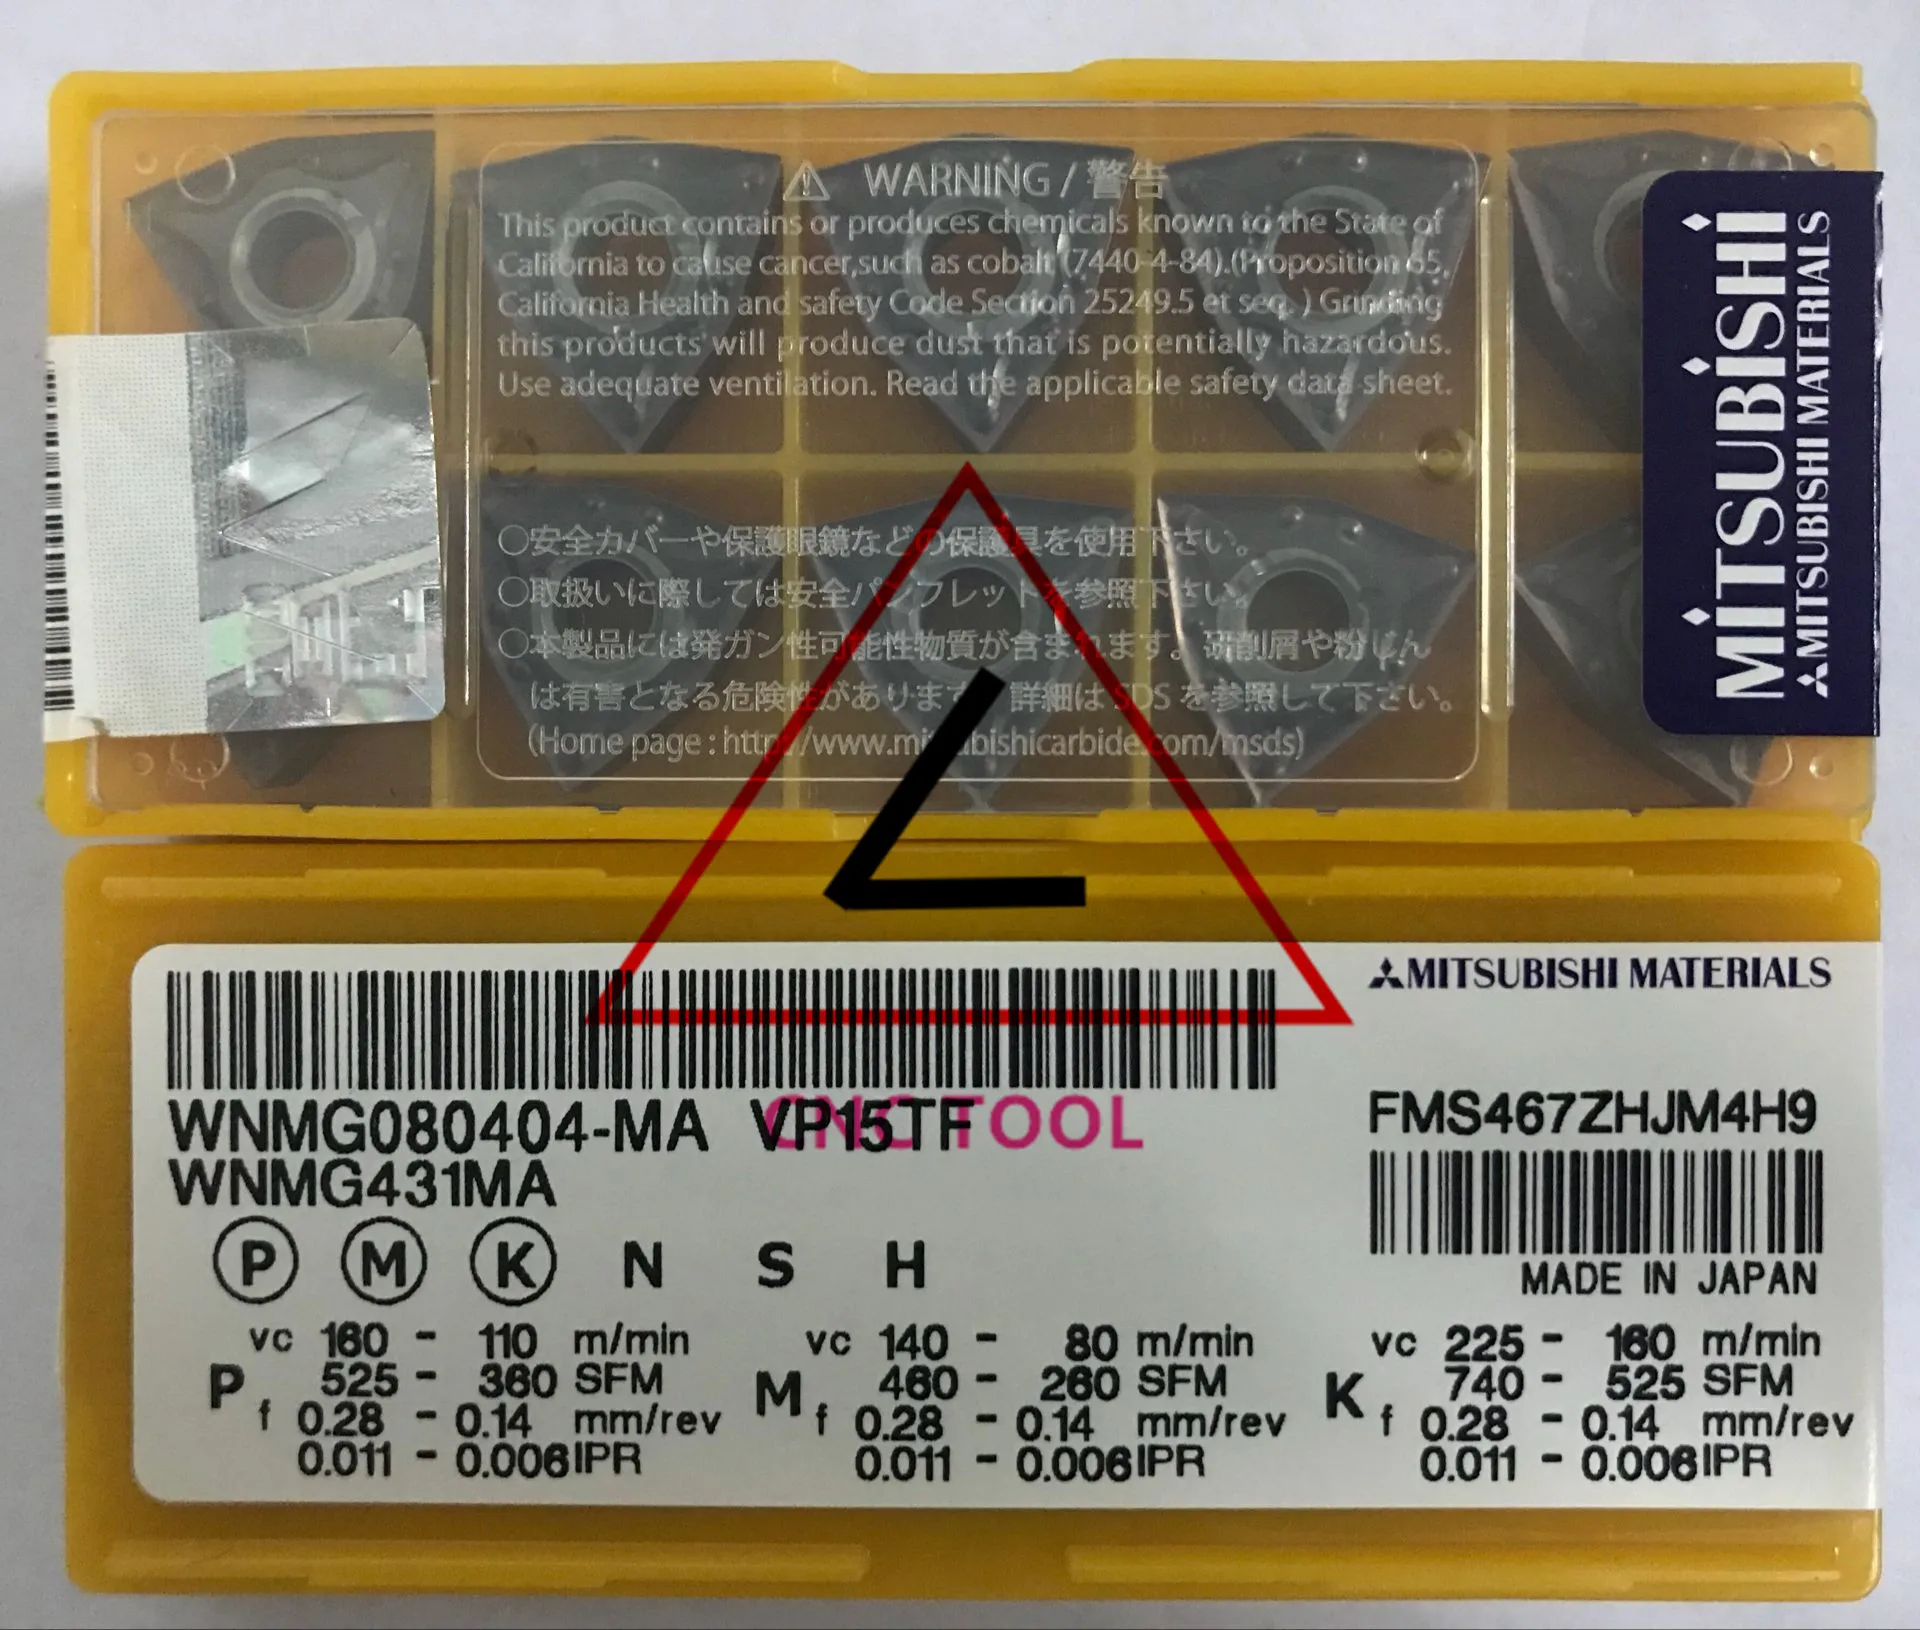 WARNING / 警告
This product contains or produces chemicals known to the State of
California to cause cancer,such as cobalt (7440-4-84).(Proposition 65,
California Health and safety Code Section 25249.5 et seq. ) Grinding
this products will produce dust that is potentially hazardous.
Use adequate ventilation. Read the applicable safety data sheet.
○安全カバーや保護眼鏡などの保護具を使用下さい。
○取扱いに際しては安全パンフレットを参照下さい。
○本製品には発ガン性可能性物質が含まれます。研削屑や粉じん
は有害となる危険性があります 詳細は SDS を参照して下さい。
(Home page : http://www.mitsubishicarbide.com/msds)
MITSUBISHI
MITSUBISHI MATERIALS
MITSUBISHI MATERIALS
WNMG080404-MA VP15TF
CNC TOOL
WNMG431MA
FMS467ZHJM4H9
P M K N S H
MADE IN JAPAN
P vc 160 - 110 m/min
525 - 360 SFM
f 0.28 - 0.14 mm/rev
0.011 - 0.006IPR
M vc 140 - 80 m/min
460 - 260 SFM
f 0.28 - 0.14 mm/rev
0.011 - 0.006IPR
K vc 225 - 160 m/min
740 - 525 SFM
f 0.28 - 0.14 mm/rev
0.011 - 0.006IPR